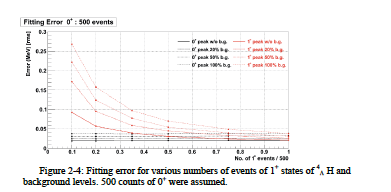 Fitting Error 0⁺ : 500 events
Error (MeV) [rms]
0.3
0.25
0.2
0.15
0.1
0.05
0
0⁺ peak w/o b.g.
0⁺ peak 20% b.g.
0⁺ peak 50% b.g.
0⁺ peak 100% b.g.
1⁺ peak w/o b.g.
1⁺ peak 20% b.g.
1⁺ peak 50% b.g.
1⁺ peak 100% b.g.
0 0.1 0.2 0.3 0.4 0.5 0.6 0.7 0.8 0.9 1
No. of 1⁺ events / 500
Figure 2-4: Fitting error for various numbers of events of 1⁺ states of ⁴ΛH and
background levels. 500 counts of 0⁺ were assumed.